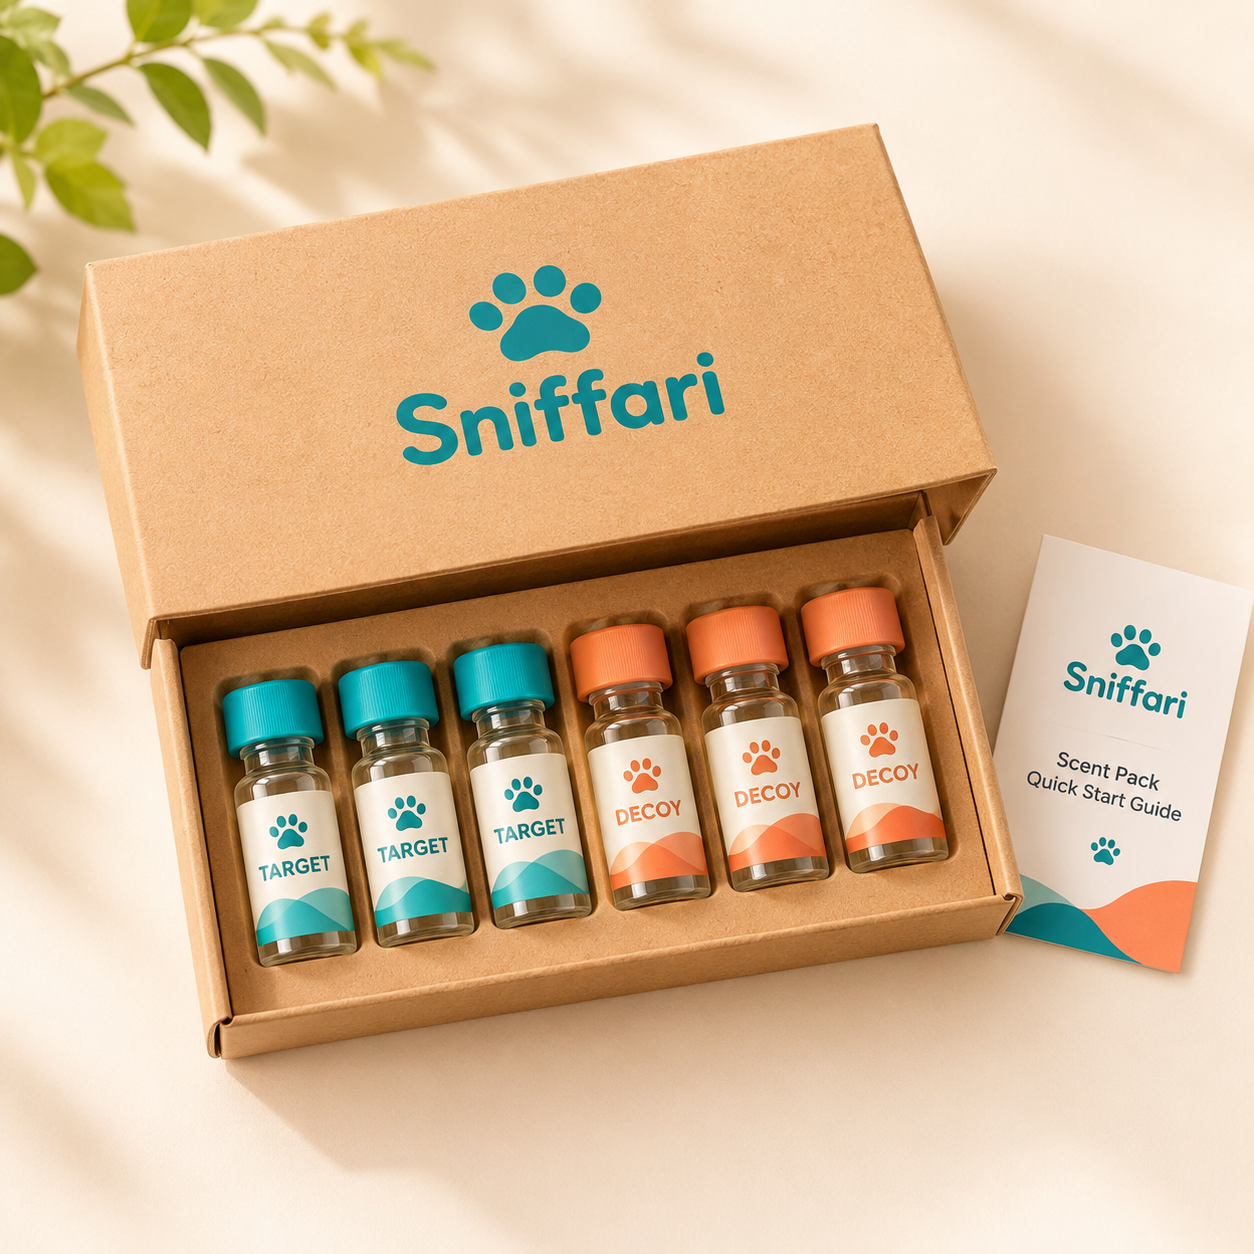 Sniffari
TARGET
TARGET
TARGET
DECOY
DECOY
DECOY
Sniffari
Scent Pack
Quick Start Guide